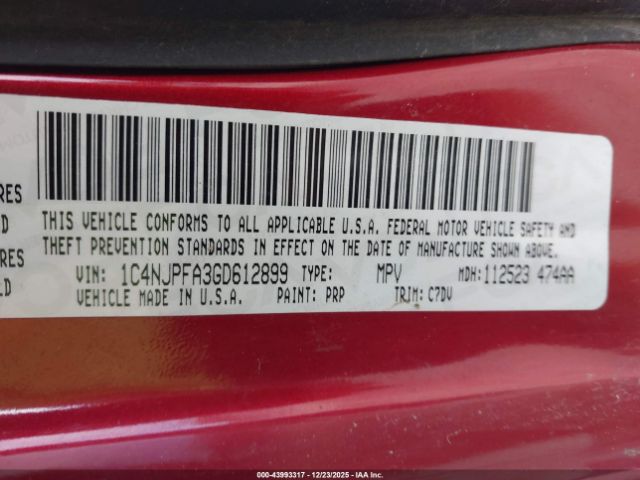 RES
THIS VEHICLE CONFORMS TO ALL APPLICABLE U.S.A. FEDERAL MOTOR VEHICLE SAFETY AND
THEFT PREVENTION STANDARDS IN EFFECT ON THE DATE OF MANUFACTURE SHOWN ABOVE.
RES
VIN: 1C4NJPFA3GD612899 TYPE: MPV MDH:112523 474AA
LD
VEHICLE MADE IN U.S.A. PAINT: PRP TRIM: C7DV
000-43993317 - 12/23/2025 - IAA Inc.